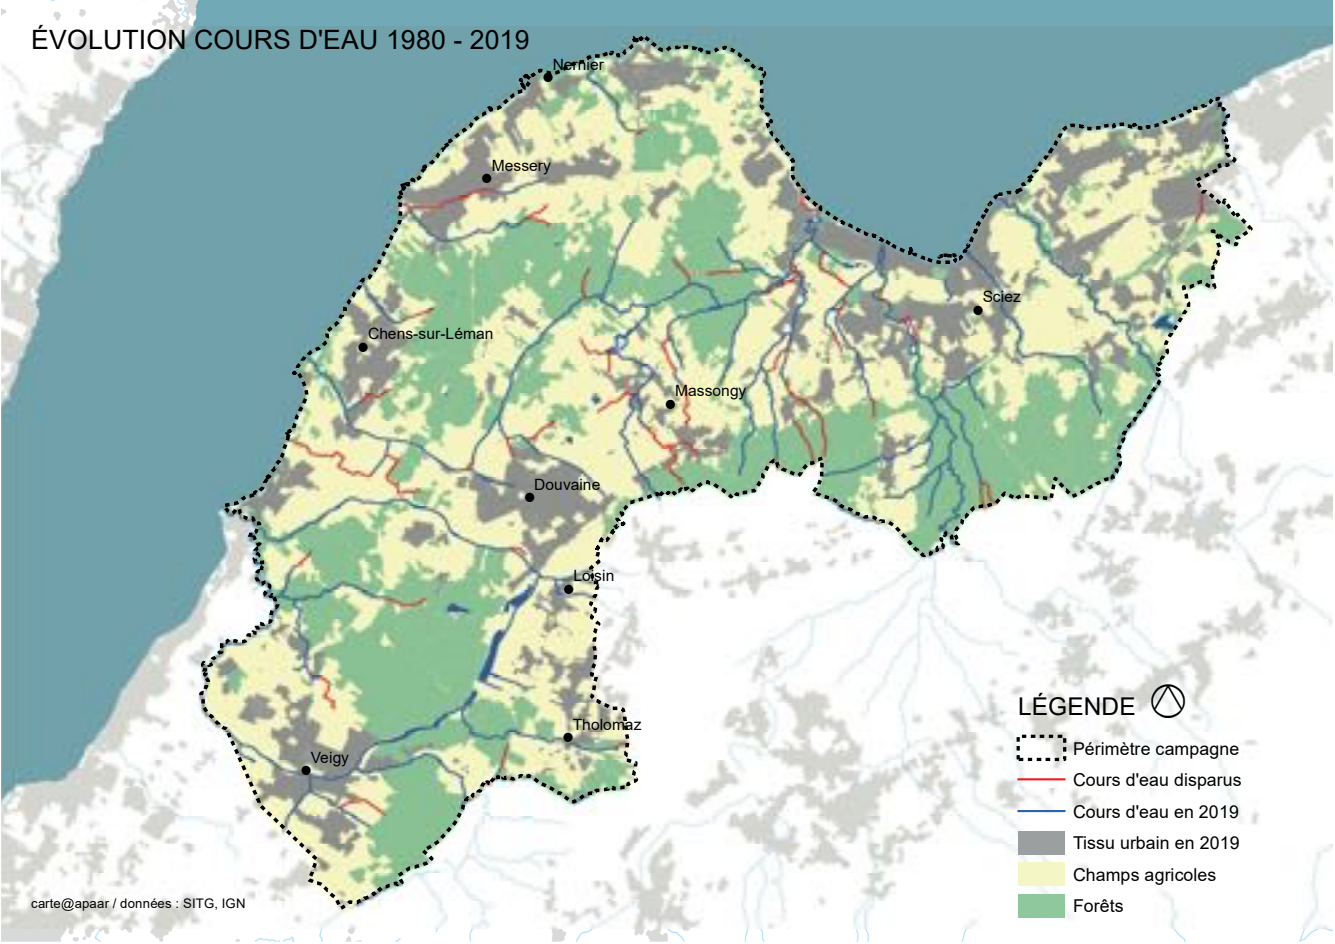 ÉVOLUTION COURS D'EAU 1980 - 2019
Nernier
Messery
Sciez
Chens-sur-Léman
Massongy
Douvaine
Loisin
Tholomaz
Veigy
LÉGENDE
Périmètre campagne
Cours d'eau disparus
Cours d'eau en 2019
Tissu urbain en 2019
Champs agricoles
Forêts
carte@apaar / données : SITG, IGN